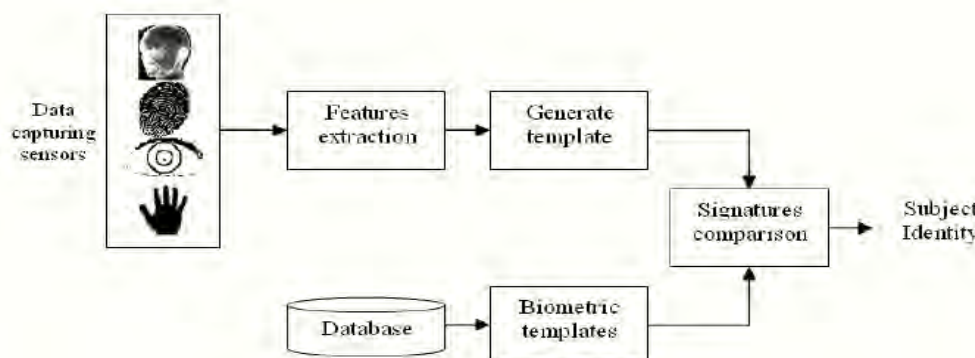 Data
capturing
sensors
Features
extraction
Generate
template
Signatures
comparison
Subject
Identity
Database
Biometric
templates